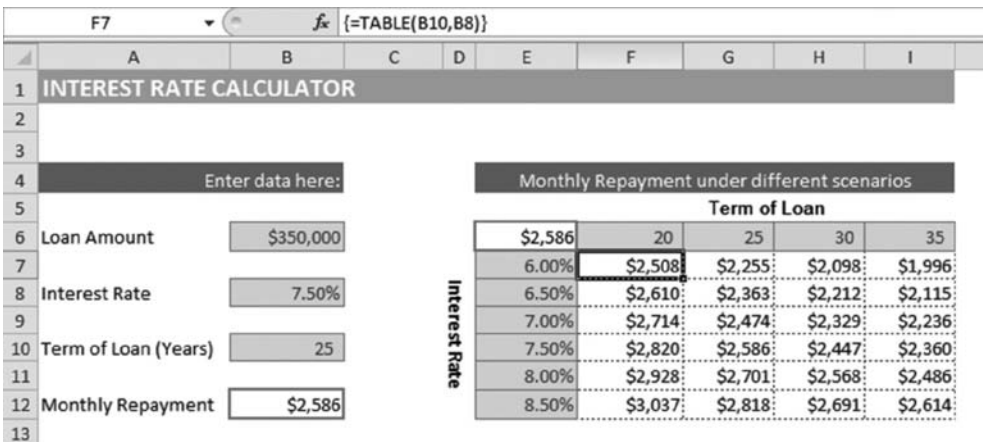 F7 fx {=TABLE(B10,B8)}
A B C D E F G H I
1 INTEREST RATE CALCULATOR
2
3
4 Enter data here: Monthly Repayment under different scenarios
5 Term of Loan
6 Loan Amount $350,000 $2,586 20 25 30 35
7 6.00% $2,508 $2,255 $2,098 $1,996
8 Interest Rate 7.50% 6.50% $2,610 $2,363 $2,212 $2,115
9 7.00% $2,714 $2,474 $2,329 $2,236
10 Term of Loan (Years) 25 7.50% $2,820 $2,586 $2,447 $2,360
11 8.00% $2,928 $2,701 $2,568 $2,486
12 Monthly Repayment $2,586 8.50% $3,037 $2,818 $2,691 $2,614
13
Interest Rate